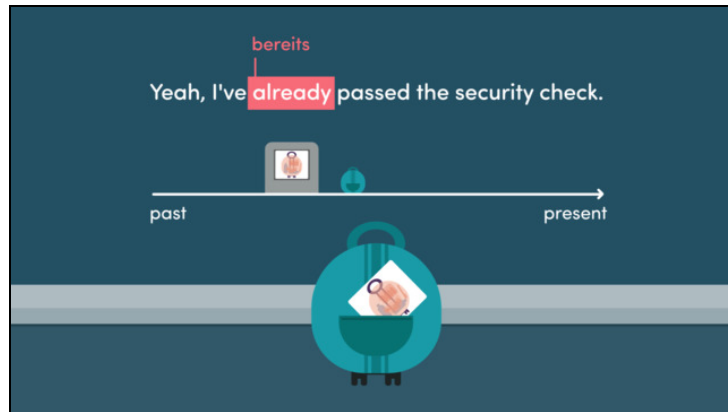 bereits
Yeah, I've already passed the security check.
past present